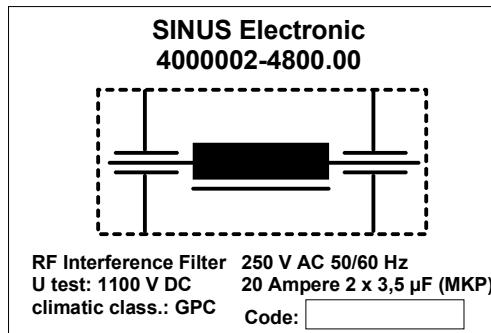 SINUS Electronic
4000002-4800.00
RF Interference Filter 250 V AC 50/60 Hz
U test: 1100 V DC 20 Ampere 2 x 3,5 µF (MKP)
climatic class.: GPC Code: